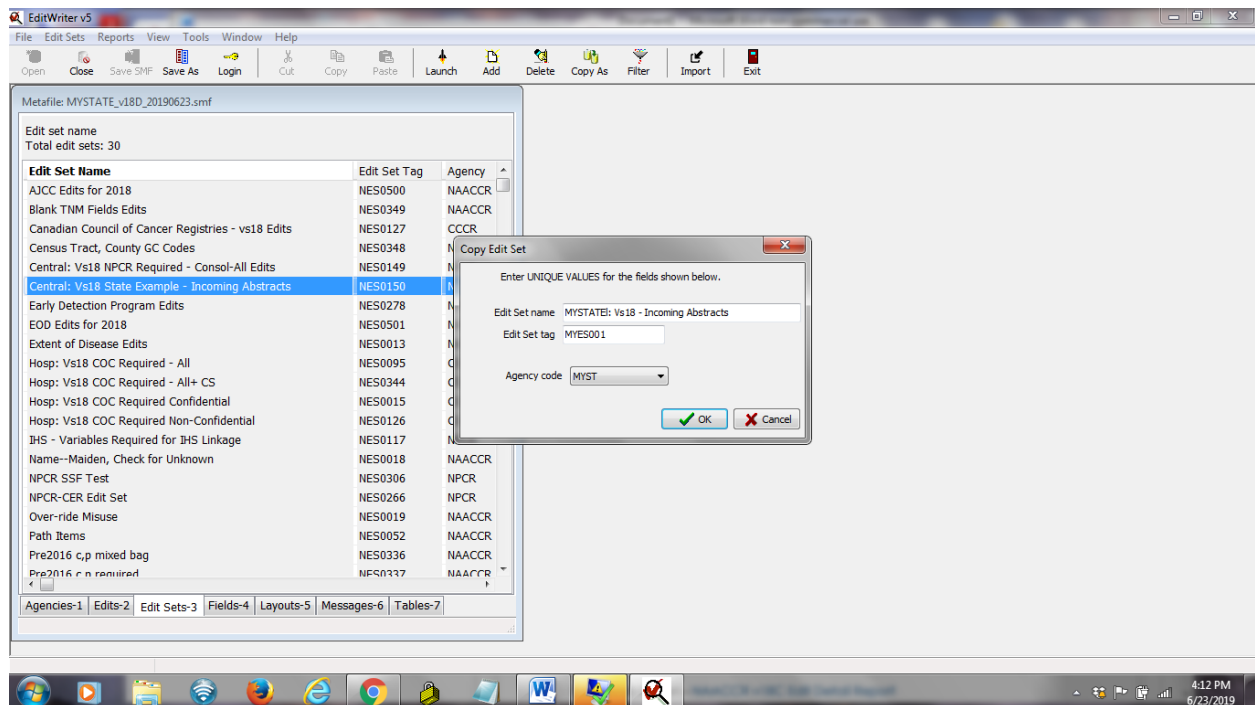 EditWriter v5
File Edit Sets Reports View Tools Window Help
Open Close Save SMF Save As Login Cut Copy Paste Launch Add Delete Copy As Filter Import Exit
Metafile: MYSTATE_v18D_20190623.smf
Edit set name
Total edit sets: 30
Edit Set Name Edit Set Tag Agency
AJCC Edits for 2018 NES0500 NAACCR
Blank TNM Fields Edits NES0349 NAACCR
Canadian Council of Cancer Registries - vs18 Edits NES0127 CCCR
Census Tract, County GC Codes NES0348 N
Central: Vs18 NPCR Required - Consol-All Edits NES0149 N
Central: Vs18 State Example - Incoming Abstracts NES0150 N
Early Detection Program Edits NES0278 N
EOD Edits for 2018 NES0501 N
Extent of Disease Edits NES0013 N
Hosp: Vs18 COC Required - All NES0095 C
Hosp: Vs18 COC Required - All+ CS NES0344 C
Hosp: Vs18 COC Required Confidential NES0015 C
Hosp: Vs18 COC Required Non-Confidential NES0126 C
IHS - Variables Required for IHS Linkage NES0117 N
Name--Maiden, Check for Unknown NES0018 NAACCR
NPCR SSF Test NES0306 NPCR
NPCR-CER Edit Set NES0266 NPCR
Over-ride Misuse NES0019 NAACCR
Path Items NES0052 NAACCR
Pre2016 c,p mixed bag NES0336 NAACCR
Pre2016 c,p required NES0337 NAACCR
Agencies-1 Edits-2 Edit Sets-3 Fields-4 Layouts-5 Messages-6 Tables-7
Copy Edit Set
Enter UNIQUE VALUES for the fields shown below.
Edit Set name MYSTATEl: Vs18 - Incoming Abstracts
Edit Set tag MYES001
Agency code MYST
OK Cancel
4:12 PM
6/23/2019